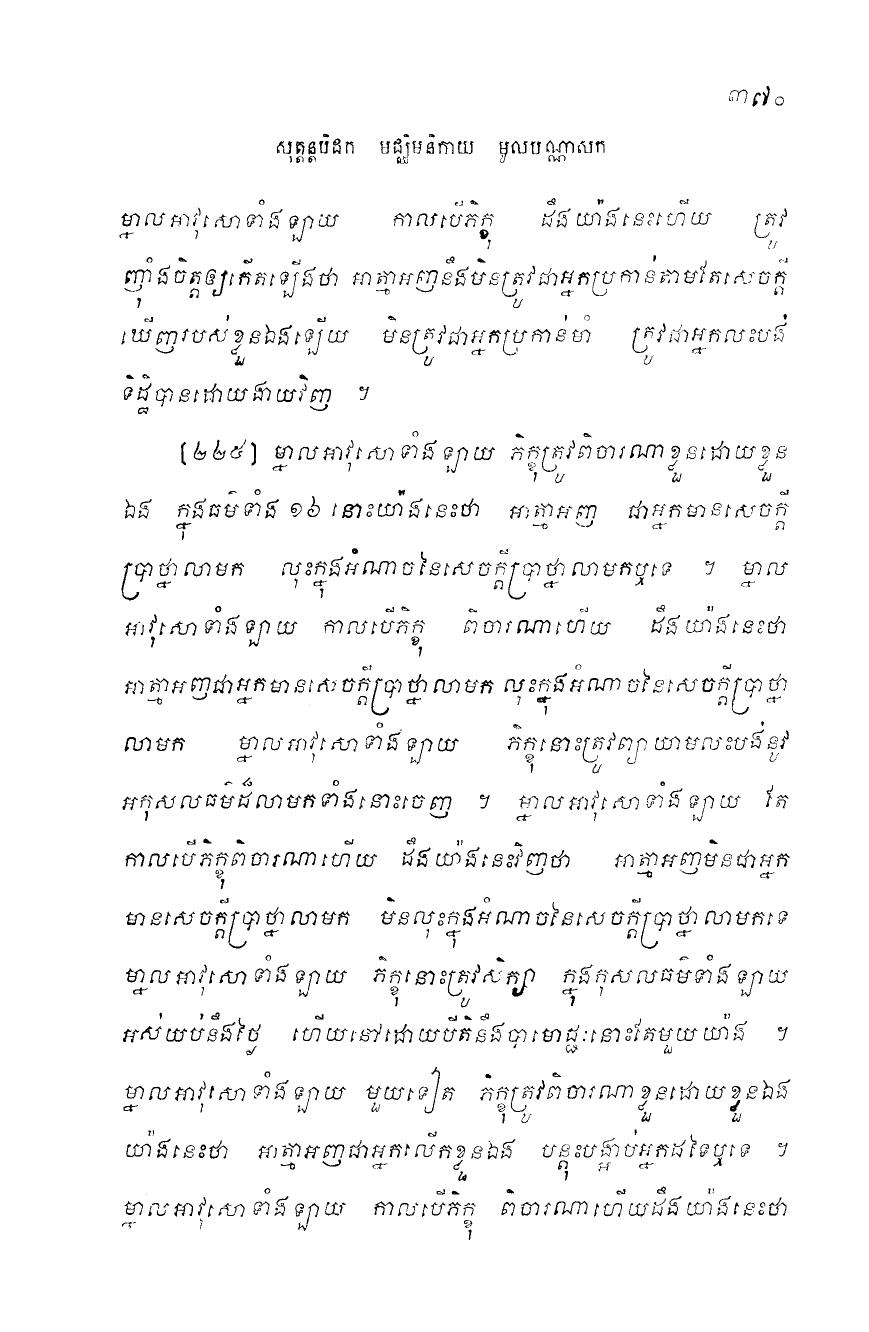 ៣៧០
សុត្តន្តបិដក មជ្ឈិមនិកាយ មូលបណ្ណាសក
ម្នាលអាវុសោទាំងឡាយ កាលបើភិក្ខុ ដឹងយ៉ាងនេះហើយ ត្រូវ
ញ៉ាំងចិត្តឲ្យកើតឡើងថា អាត្មាអញនឹងមិនត្រូវជាអ្នកប្រកាន់តាមតែសេចក្តី
ឃើញរបស់ខ្លួនឯងឡើយ មិនត្រូវជាអ្នកប្រកាន់មាំ ត្រូវជាអ្នកលះបង់
ទិដ្ឋិបានដោយងាយវិញ ។
[២២៥] ម្នាលអាវុសោទាំងឡាយ ភិក្ខុត្រូវពិចារណាខ្លួនដោយខ្លួន
ឯង ក្នុងធម៌ទាំង ១៦ នោះយ៉ាងនេះថា អាត្មាអញ ជាអ្នកមានសេចក្តី
ប្រាថ្នាលាមក លុះក្នុងអំណាចនៃសេចក្តីប្រាថ្នាលាមកឬទេ ។ ម្នាល
អាវុសោទាំងឡាយ កាលបើភិក្ខុ ពិចារណាហើយ ដឹងយ៉ាងនេះថា
អាត្មាអញជាអ្នកមានសេចក្តីប្រាថ្នាលាមក លុះក្នុងអំណាចនៃសេចក្តីប្រាថ្នា
លាមក ម្នាលអាវុសោទាំងឡាយ ភិក្ខុនោះត្រូវព្យាយាមលះបង់នូវ
អកុសលធម៌ដ៏លាមកទាំងនោះចេញ ។ ម្នាលអាវុសោទាំងឡាយ តែ
កាលបើភិក្ខុពិចារណាហើយ ដឹងយ៉ាងនេះវិញថា អាត្មាអញមិនជាអ្នក
មានសេចក្តីប្រាថ្នាលាមក មិនលុះក្នុងអំណាចនៃសេចក្តីប្រាថ្នាលាមកទេ
ម្នាលអាវុសោទាំងឡាយ ភិក្ខុនោះត្រូវសិក្សា ក្នុងកុសលធម៌ទាំងឡាយ
អស់យប់នឹងថ្ងៃ ហើយនៅដោយបីតិនឹងបាមោជ្ជៈនោះតែមួយយ៉ាង ។
ម្នាលអាវុសោទាំងឡាយ មួយទៀត ភិក្ខុត្រូវពិចារណាខ្លួនដោយខ្លួនឯង
យ៉ាងនេះថា អាត្មាអញជាអ្នកលើកខ្លួនឯង បន្តុះបង្អាប់អ្នកដទៃឬទេ ។
ម្នាលអាវុសោទាំងឡាយ កាលបើភិក្ខុ ពិចារណាហើយដឹងយ៉ាងនេះថា